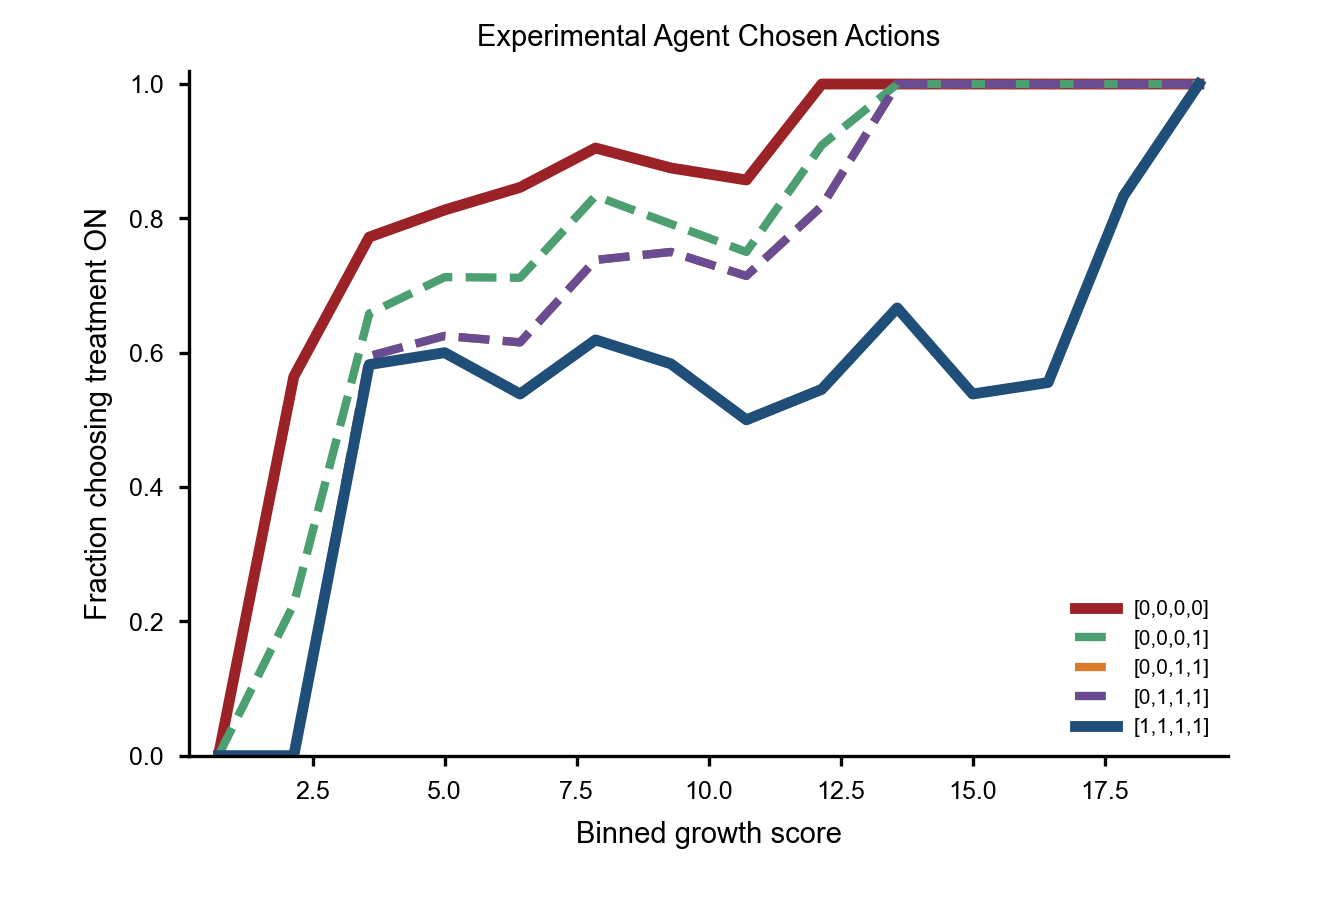 Experimental Agent Chosen Actions
1.0
0.8
0.6
0.4
0.2
0.0
Fraction choosing treatment ON
[0,0,0,0]
[0,0,0,1]
[0,0,1,1]
[0,1,1,1]
[1,1,1,1]
2.5 5.0 7.5 10.0 12.5 15.0 17.5
Binned growth score